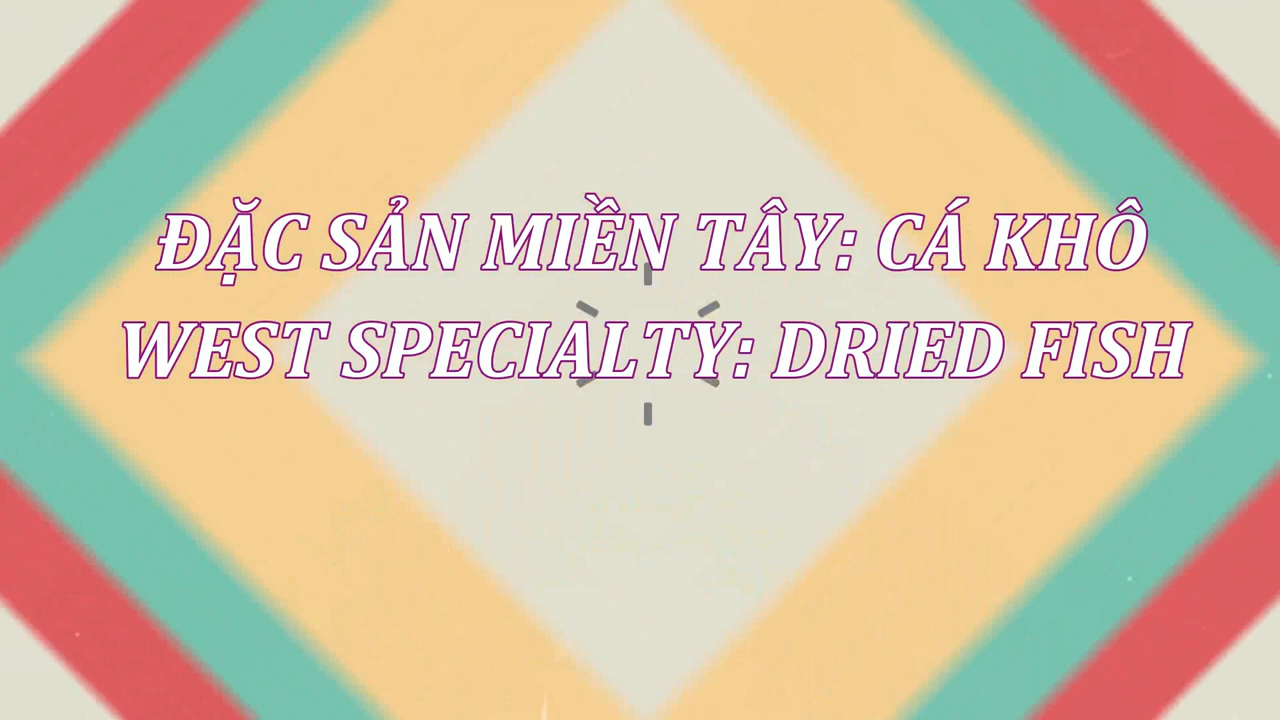 ĐẶC SẢN MIỀN TÂY: CÁ KHÔ
WEST SPECIALTY: DRIED FISH